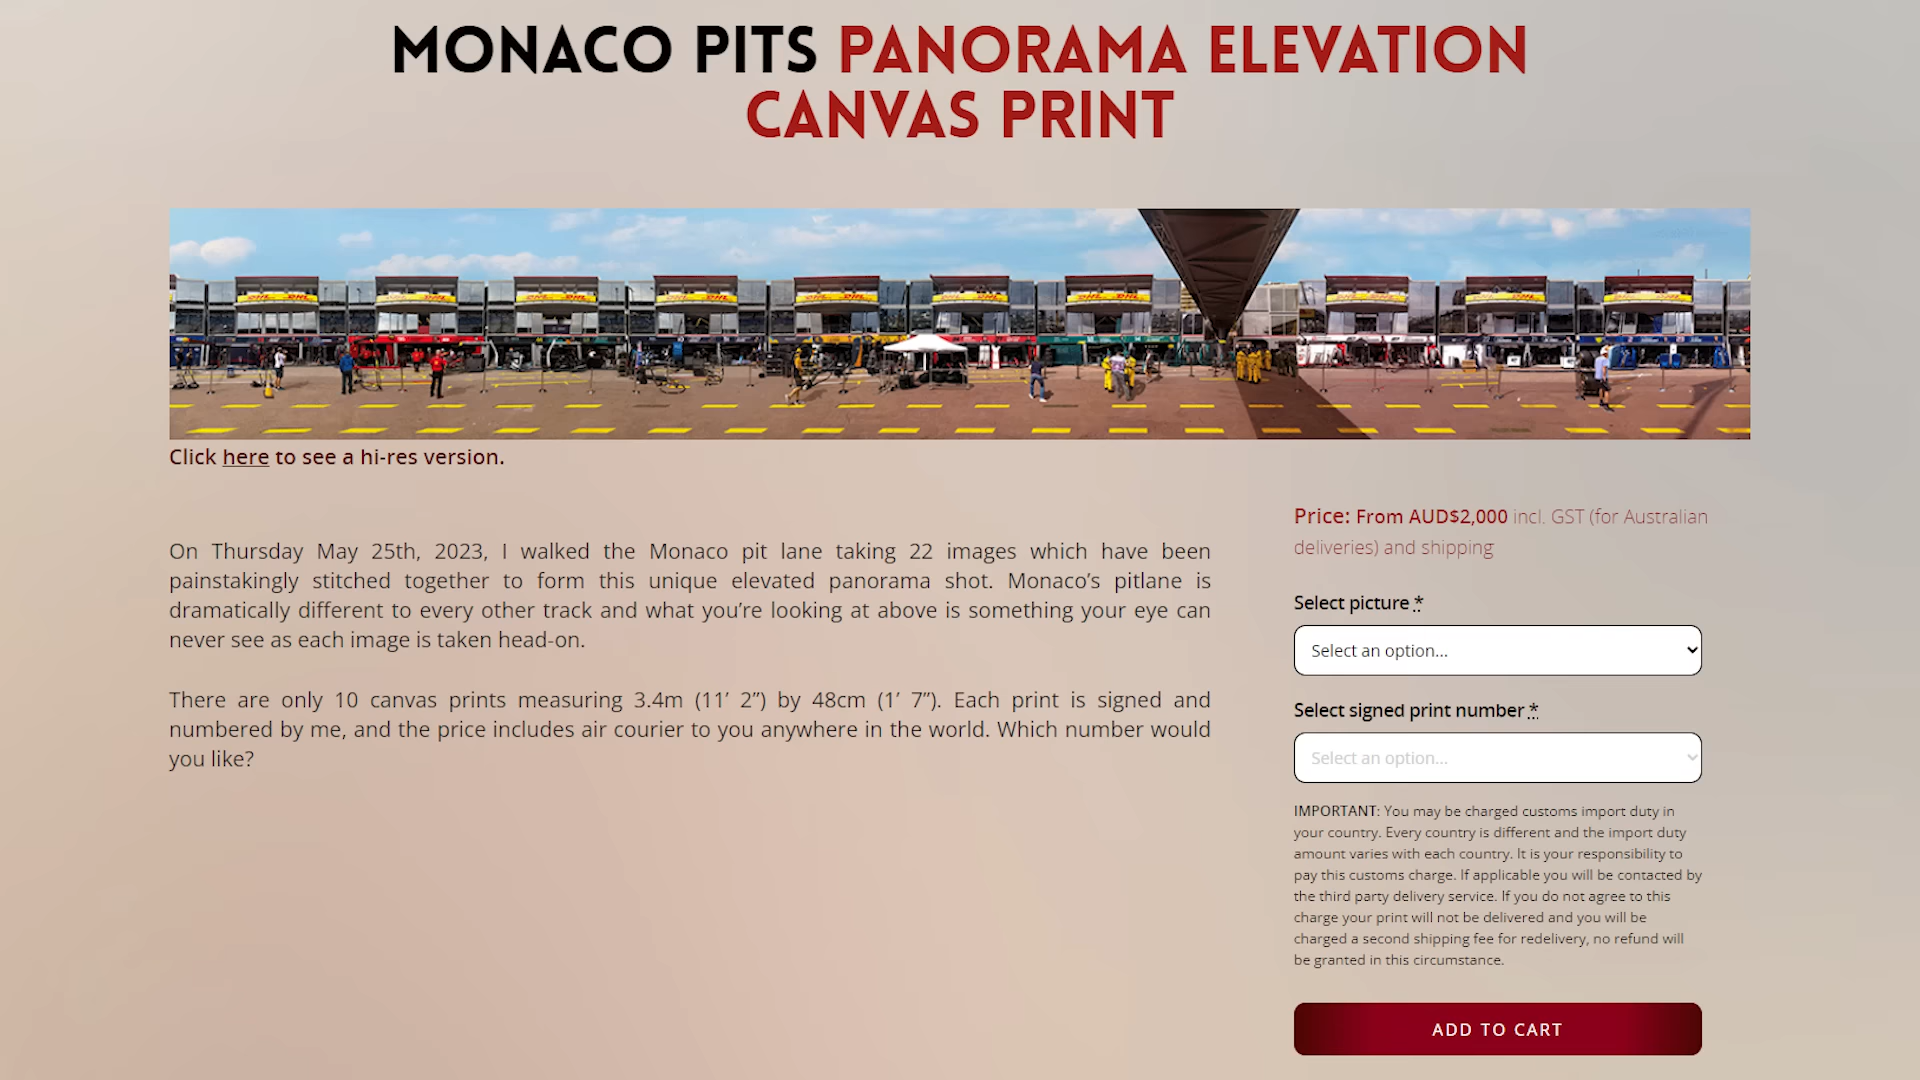 MONACO PITS PANORAMA ELEVATION
CANVAS PRINT
DHL DHL DHL DHL DHL DHL DHL
Click here to see a hi-res version.
On Thursday May 25th, 2023, I walked the Monaco pit lane taking 22 images which have been
painstakingly stitched together to form this unique elevated panorama shot. Monaco’s pitlane is
dramatically different to every other track and what you’re looking at above is something your eye can
never see as each image is taken head-on.
There are only 10 canvas prints measuring 3.4m (11’ 2”) by 48cm (1’ 7”). Each print is signed and
numbered by me, and the price includes air courier to you anywhere in the world. Which number would
you like?
Price: From AUD$2,000 incl. GST (for Australian
deliveries) and shipping
Select picture *
Select an option...
Select signed print number *
Select an option...
IMPORTANT: You may be charged customs import duty in
your country. Every country is different and the import duty
amount varies with each country. It is your responsibility to
pay this customs charge. If applicable you will be contacted by
the third party delivery service. If you do not agree to this
charge your print will not be delivered and you will be
charged a second shipping fee for redelivery, no refund will
be granted in this circumstance.
ADD TO CART